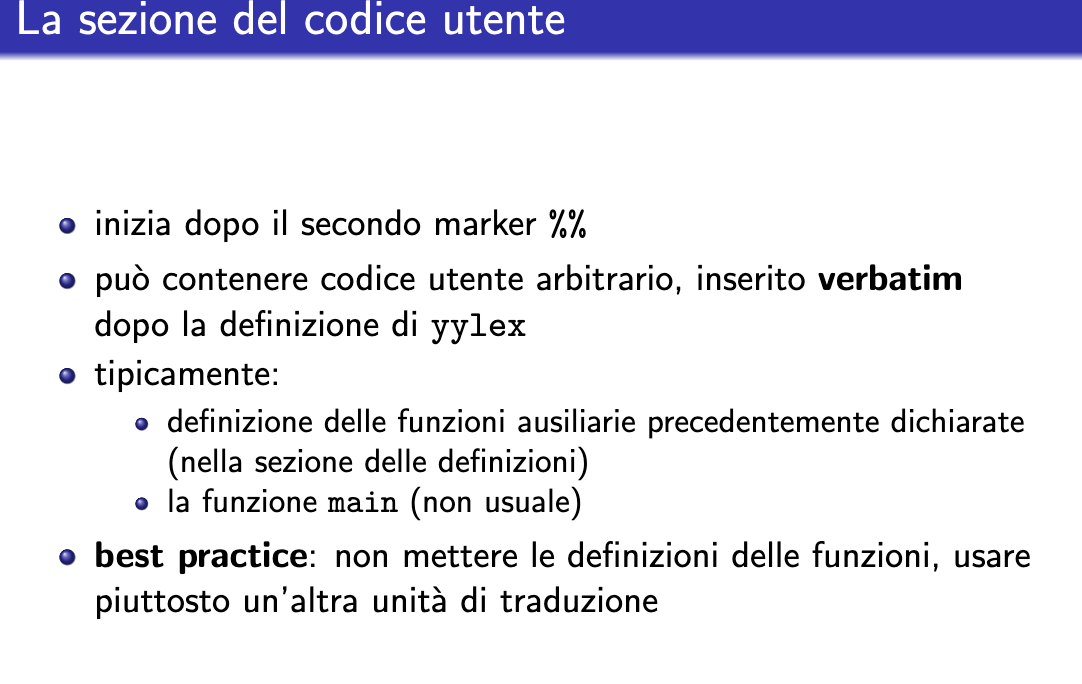 La sezione del codice utente
inizia dopo il secondo marker %%
può contenere codice utente arbitrario, inserito verbatim
dopo la definizione di yylex
tipicamente:
definizione delle funzioni ausiliarie precedentemente dichiarate
(nella sezione delle definizioni)
la funzione main (non usuale)
best practice: non mettere le definizioni delle funzioni, usare
piuttosto un'altra unità di traduzione